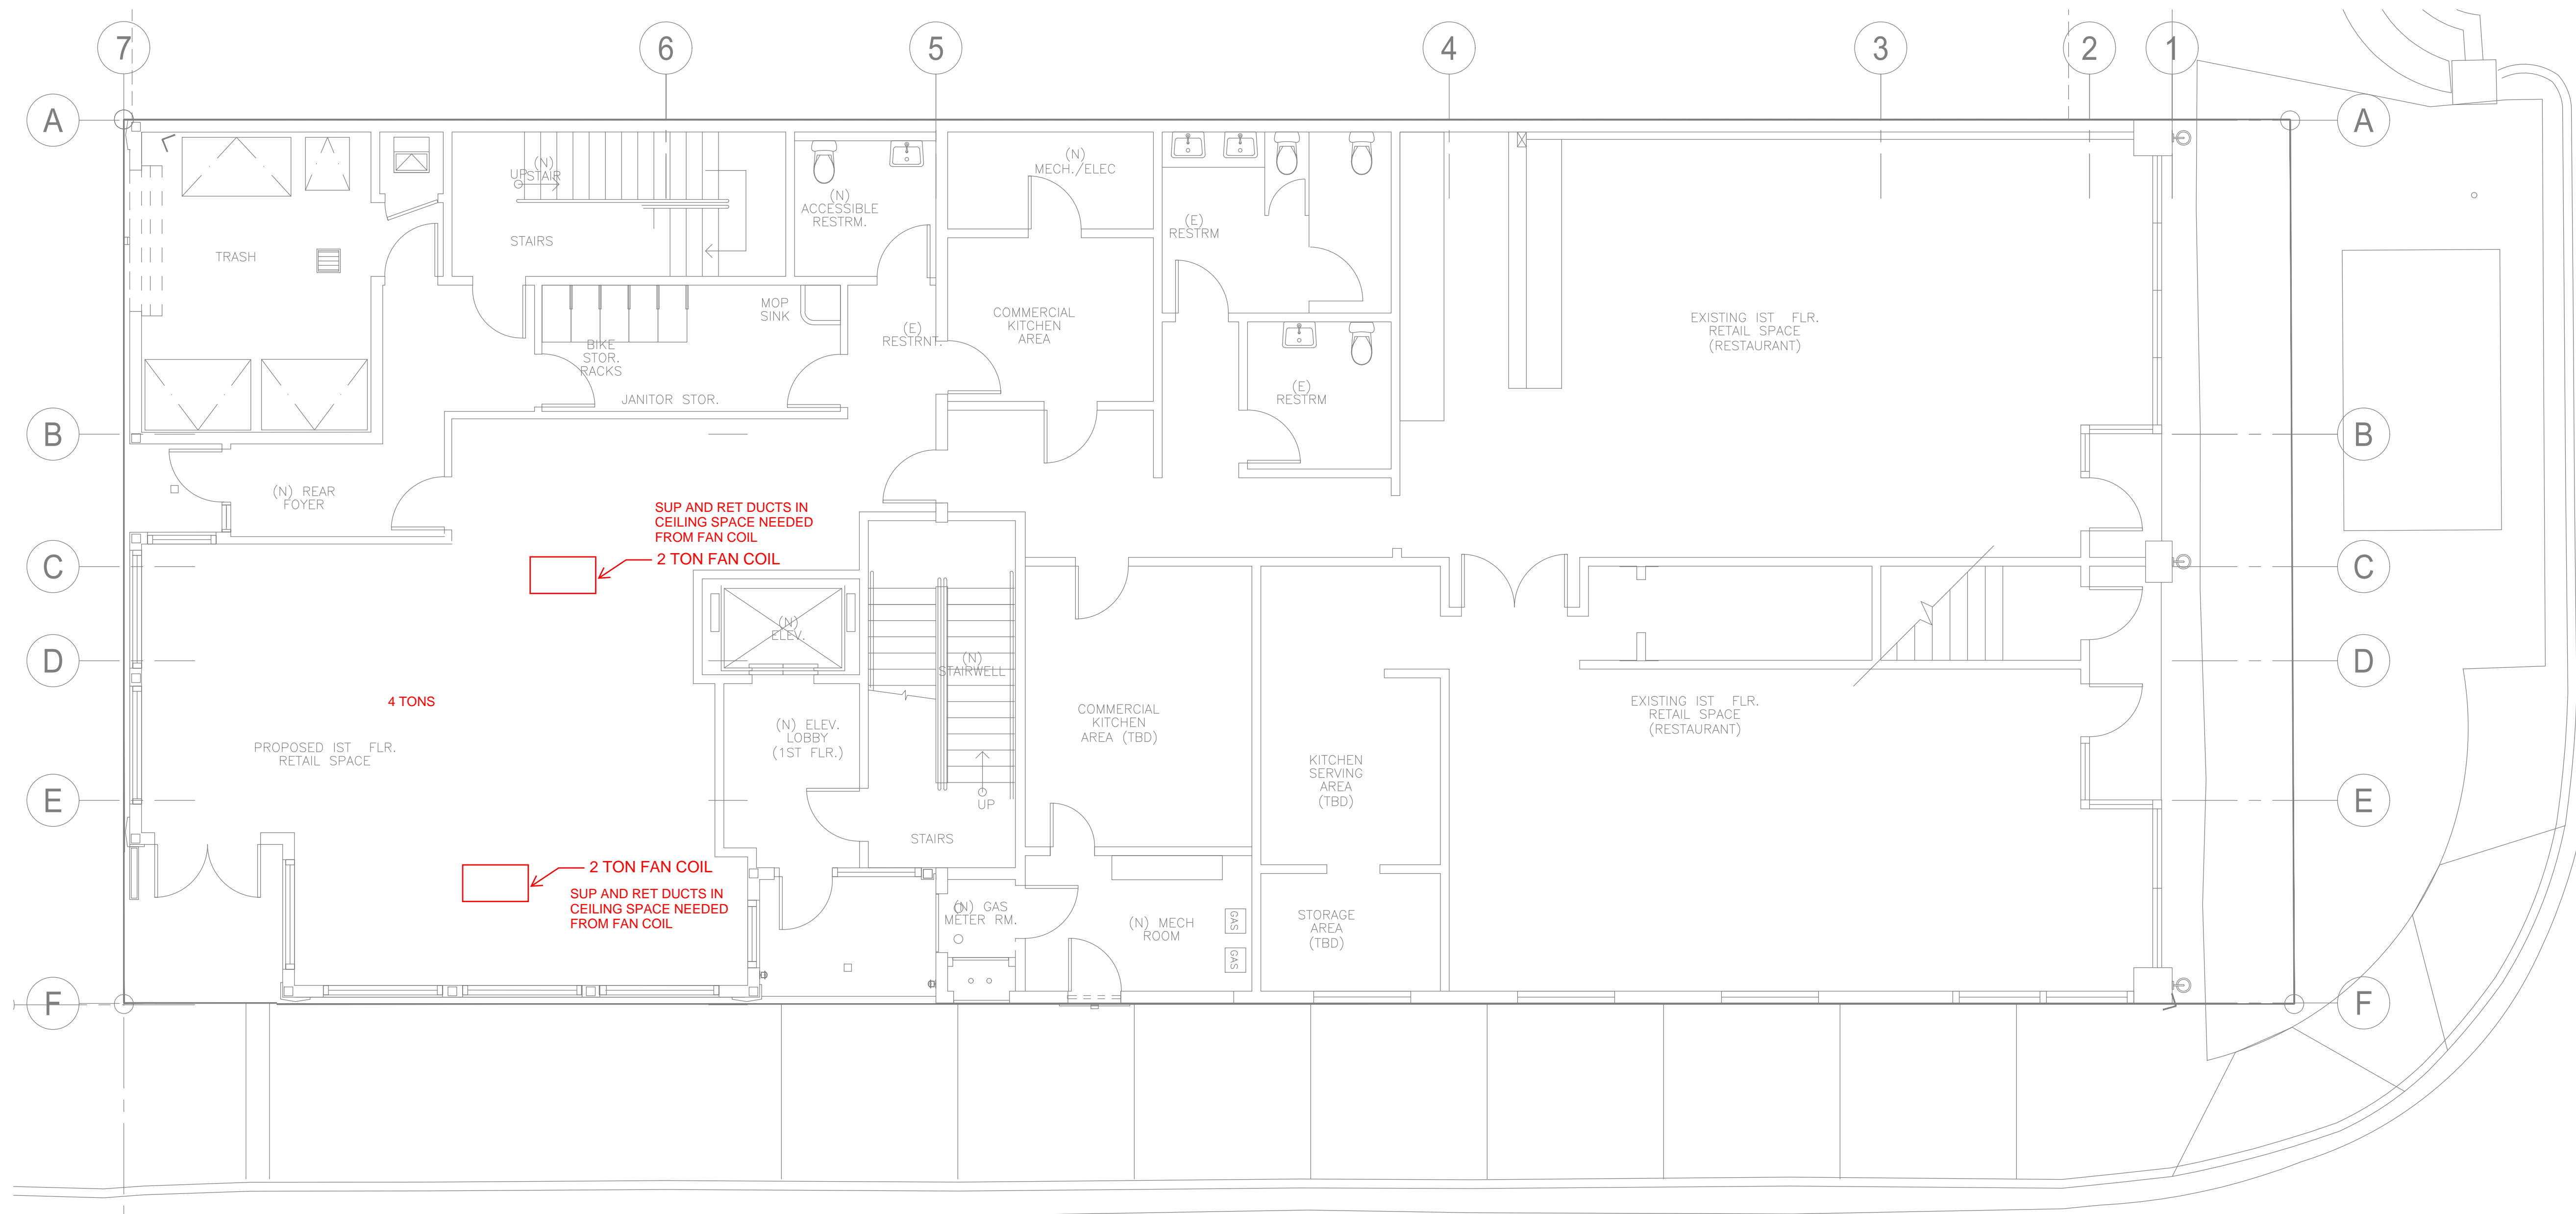 7
6
5
4
3
2
1
A
A
(N)
UP
STAIR
(N)
MECH./ELEC
(N)
ACCESSIBLE
RESTRM.
(E)
RESTRM
STAIRS
TRASH
MOP
SINK
COMMERCIAL
KITCHEN
AREA
EXISTING IST FLR.
RETAIL SPACE
(RESTAURANT)
(E)
RESTRNT.
BIKE
STOR.
RACKS
(E)
RESTRM
JANITOR STOR.
B
B
(N) REAR
FOYER
SUP AND RET DUCTS IN
CEILING SPACE NEEDED
FROM FAN COIL
2 TON FAN COIL
C
C
(N)
ELEV.
D
D
(N)
STAIRWELL
4 TONS
COMMERCIAL
KITCHEN
AREA (TBD)
EXISTING IST FLR.
RETAIL SPACE
(RESTAURANT)
(N) ELEV.
LOBBY
(1ST FLR.)
PROPOSED IST FLR.
RETAIL SPACE
KITCHEN
SERVING
AREA
(TBD)
E
E
UP
STAIRS
2 TON FAN COIL
SUP AND RET DUCTS IN
CEILING SPACE NEEDED
FROM FAN COIL
(N) GAS
METER RM.
(N) MECH
ROOM
GAS
GAS
STORAGE
AREA
(TBD)
F
F